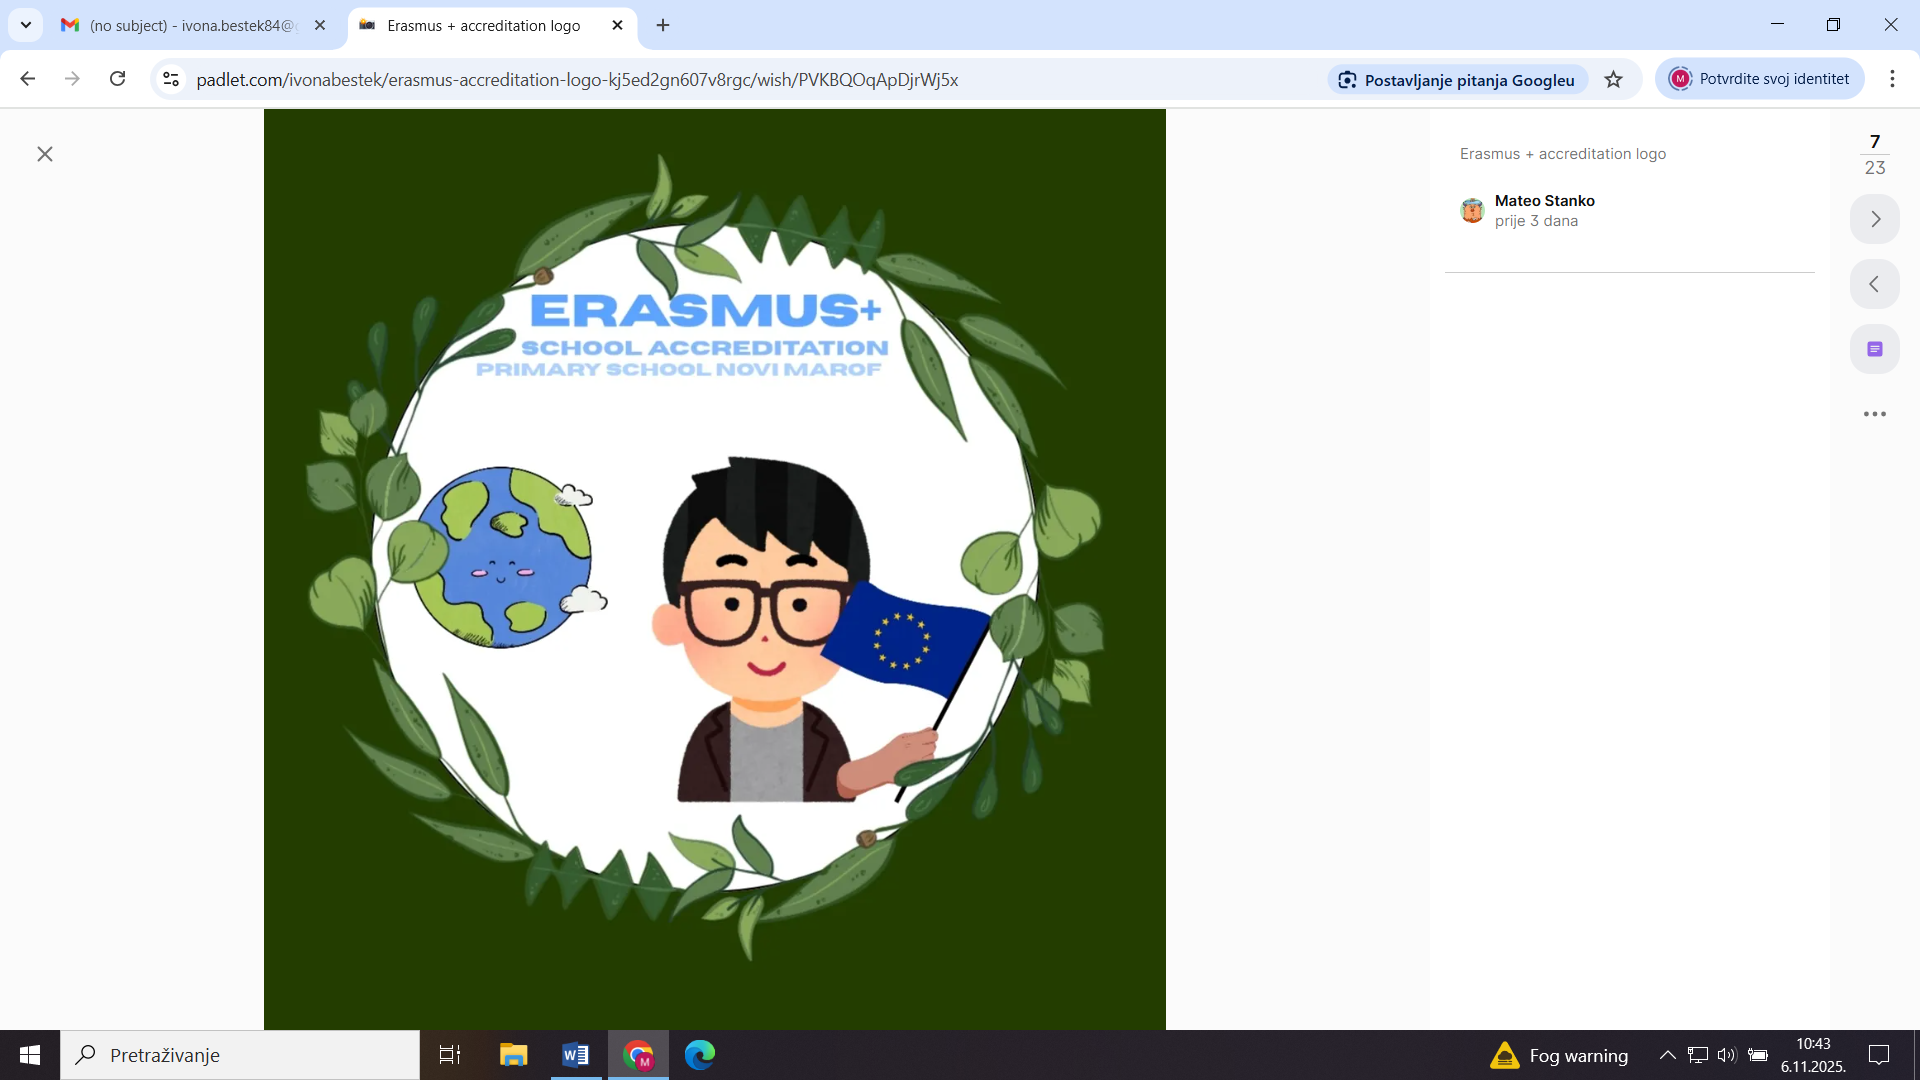 (no subject) - ivona.bestek84@g
Erasmus + accreditation logo
padlet.com/ivonabestek/erasmus-accreditation-logo-kj5ed2gn607v8rgc/wish/PVKBQOqApDjrWj5x
Postavljanje pitanja Googleu
M
Potvrdite svoj identitet
Erasmus + accreditation logo
Mateo Stanko
prije 3 dana
7
23
ERASMUS+
SCHOOL ACCREDITATION
PRIMARY SCHOOL NOVI MAROF
Pretraživanje
Fog warning
10:43
6.11.2025.